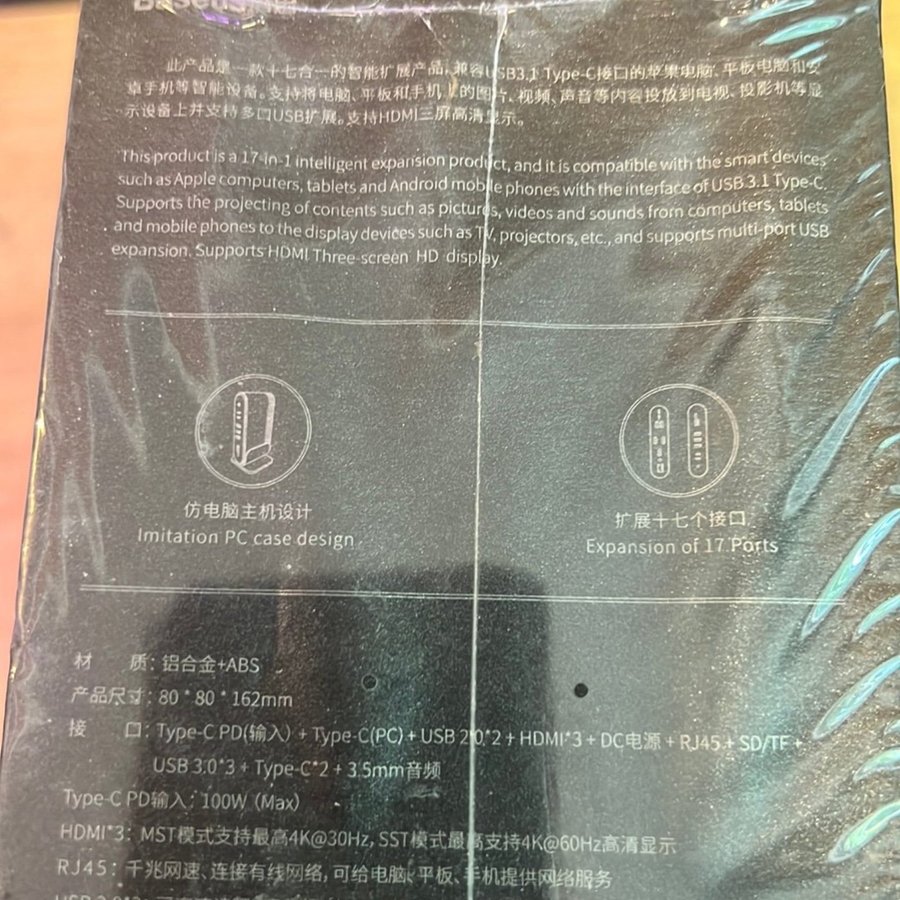 Baseus
此产品是一款十七合一的智能扩展产品,兼容USB3.1 Type-C接口的苹果电脑、平板电脑和安
卓手机等智能设备。支持将电脑、平板和手机上的图片、视频、声音等内容投放到电视、投影机等显
示设备上并支持多口USB扩展。支持HDMI三屏高清显示。
This product is a 17-in-1 intelligent expansion product, and it is compatible with the smart devices
such as Apple computers, tablets and Android mobile phones with the interface of USB 3.1 Type-C.
Supports the projecting of contents such as pictures, videos and sounds from computers, tablets
and mobile phones to the display devices such as TV, projectors, etc., and supports multi-port USB
expansion. Supports HDMI Three-screen HD display.
仿电脑主机设计
Imitation PC case design
扩展十七个接口
Expansion of 17 Ports
材 质: 铝合金+ABS
产品尺寸: 80 * 80 * 162mm
接 口: Type-C PD(输入) + Type-C(PC) + USB 2.0*2 + HDMI*3 + DC电源 + RJ45 + SD/TF +
USB 3.0*3 + Type-C*2 + 3.5mm音频
Type-C PD输入: 100W (Max)
HDMI*3: MST模式支持最高4K@30Hz, SST模式最高支持4K@60Hz高清显示
RJ45: 千兆网速、连接有线网络, 可给电脑、平板、手机提供网络服务